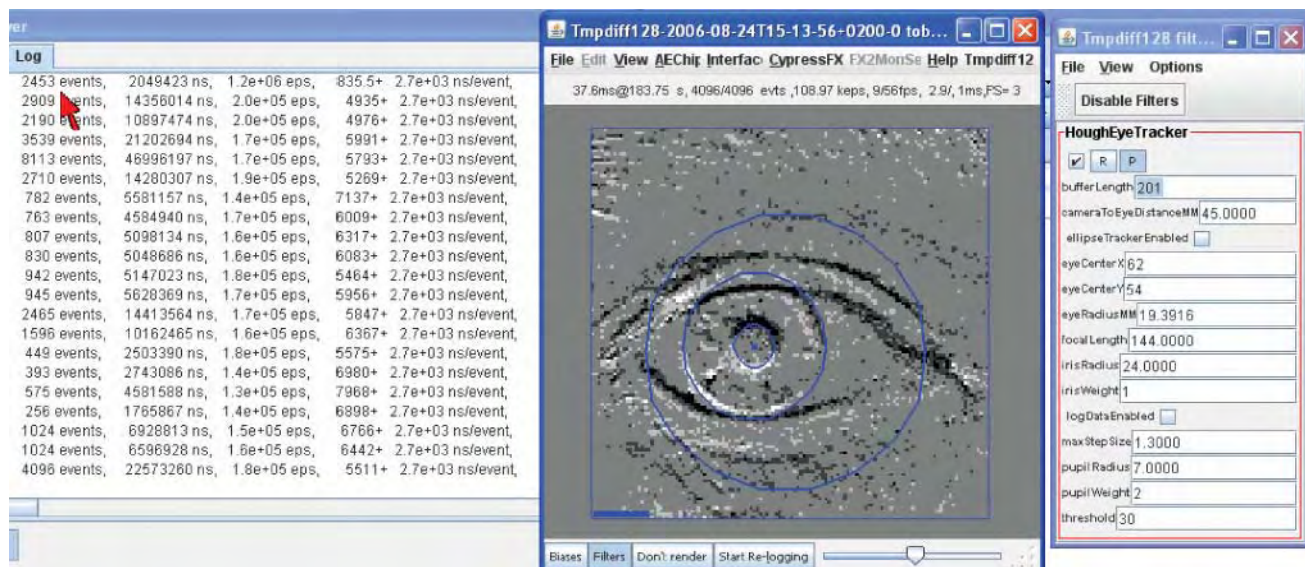 ver
Log
2453 events, 2049423 ns, 1.2e+06 eps, 835.5+ 2.7e+03 ns/event,
2909 events, 14356014 ns, 2.0e+05 eps, 4935+ 2.7e+03 ns/event,
2190 events, 10897474 ns, 2.0e+05 eps, 4976+ 2.7e+03 ns/event,
3539 events, 21202694 ns, 1.7e+05 eps, 5991+ 2.7e+03 ns/event,
8113 events, 46996197 ns, 1.7e+05 eps, 5793+ 2.7e+03 ns/event,
2710 events, 14280307 ns, 1.9e+05 eps, 5269+ 2.7e+03 ns/event,
782 events, 5581157 ns, 1.4e+05 eps, 7137+ 2.7e+03 ns/event,
763 events, 4584940 ns, 1.7e+05 eps, 6009+ 2.7e+03 ns/event,
807 events, 5098134 ns, 1.6e+05 eps, 6317+ 2.7e+03 ns/event,
830 events, 5048686 ns, 1.6e+05 eps, 6083+ 2.7e+03 ns/event,
942 events, 5147023 ns, 1.8e+05 eps, 5464+ 2.7e+03 ns/event,
945 events, 5628369 ns, 1.7e+05 eps, 5956+ 2.7e+03 ns/event,
2465 events, 14413564 ns, 1.7e+05 eps, 5847+ 2.7e+03 ns/event,
1596 events, 10162465 ns, 1.6e+05 eps, 6367+ 2.7e+03 ns/event,
449 events, 2503390 ns, 1.8e+05 eps, 5575+ 2.7e+03 ns/event,
393 events, 2743086 ns, 1.4e+05 eps, 6980+ 2.7e+03 ns/event,
575 events, 4581588 ns, 1.3e+05 eps, 7968+ 2.7e+03 ns/event,
256 events, 1765867 ns, 1.4e+05 eps, 6898+ 2.7e+03 ns/event,
1024 events, 6928813 ns, 1.5e+05 eps, 6766+ 2.7e+03 ns/event,
1024 events, 6596928 ns, 1.6e+05 eps, 6442+ 2.7e+03 ns/event,
4096 events, 22573260 ns, 1.8e+05 eps, 5511+ 2.7e+03 ns/event,
Tmpdiff128-2006-08-24T15-13-56+0200-0 tob...
File Edit View AEChip Interfac CypressFX FX2MonSe Help Tmpdiff12
37.6ms@183.75 s, 4096/4096 evts ,108.97 keps, 9/56fps, 2.9/, 1ms,FS= 3
Biases Filters Don't render Start Re-logging
Tmpdiff128 filt...
File View Options
Disable Filters
HoughEyeTracker
R P
bufferLength 201
cameraToEyeDistanceMM 45.0000
ellipseTrackerEnabled
eyeCenterX 62
eyeCenterY 54
eyeRadiusMM 19.3916
focalLength 144.0000
irisRadius 24.0000
irisWeight 1
logDataEnabled
maxStepSize 1.3000
pupilRadius 7.0000
pupilWeight 2
threshold 30